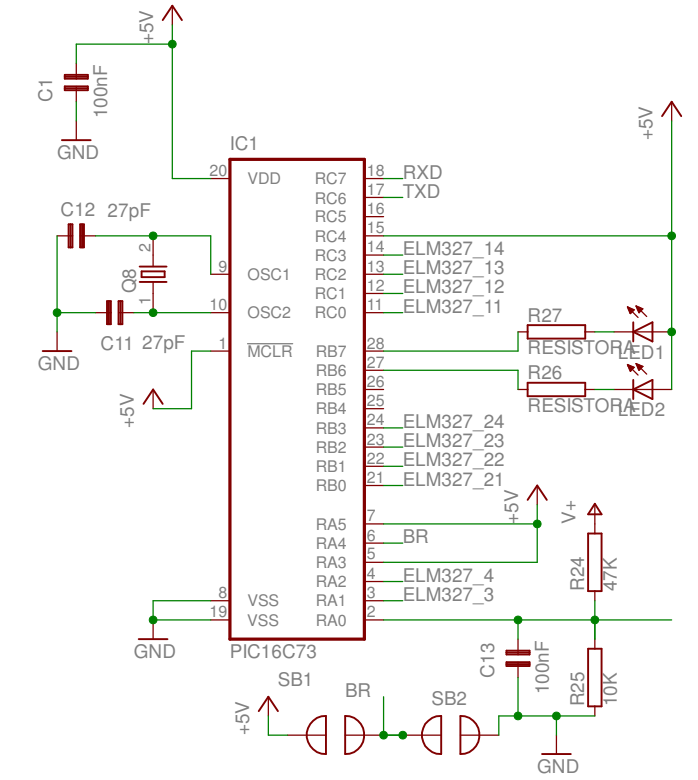 +5V
C1
100nF
GND
+5V
IC1
20 VDD RC7 18 RXD
RC6 17 TXD
RC5 16
RC4 15
RC3 14 ELM327_14
9 OSC1 RC2 13 ELM327_13
RC1 12 ELM327_12
10 OSC2 RC0 11 ELM327_11
C12 27pF
Q8
2
1
C11 27pF
GND
1 MCLR RB7 28
RB6 27
RB5 26
RB4 25
RB3 24 ELM327_24
RB2 23 ELM327_23
RB1 22 ELM327_22
RB0 21 ELM327_21
+5V
R27
RESISTORA
LED1
R26
RESISTORA
LED2
RA5 7
RA4 6 BR
RA3 5
RA2 4 ELM327_4
8 VSS RA1 3 ELM327_3
19 VSS RA0 2
+5V
V+
R24
47K
GND
PIC16C73
C13
100nF
R25
10K
SB1
BR
SB2
+5V
GND